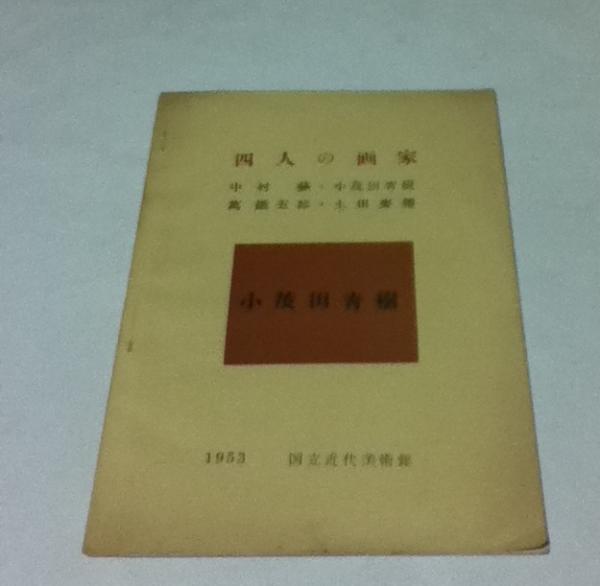 四人の画家
中村 彝・小茂田青樹
萬鐵五郎・土田麥僊
小茂田青樹
1953 国立近代美術館